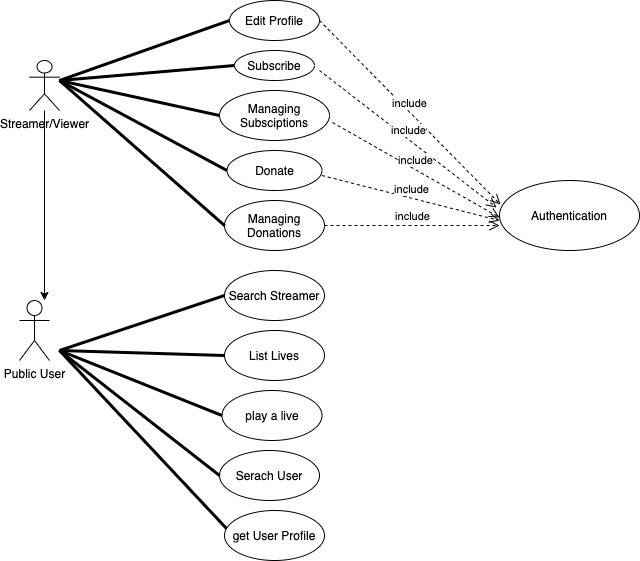 Edit Profile
Subscribe
Streamer/Viewer
Managing
Subsciptions
Donate
Managing
Donations
include
include
include
include
include
Authentication
Search Streamer
Public User
List Lives
play a live
Serach User
get User Profile